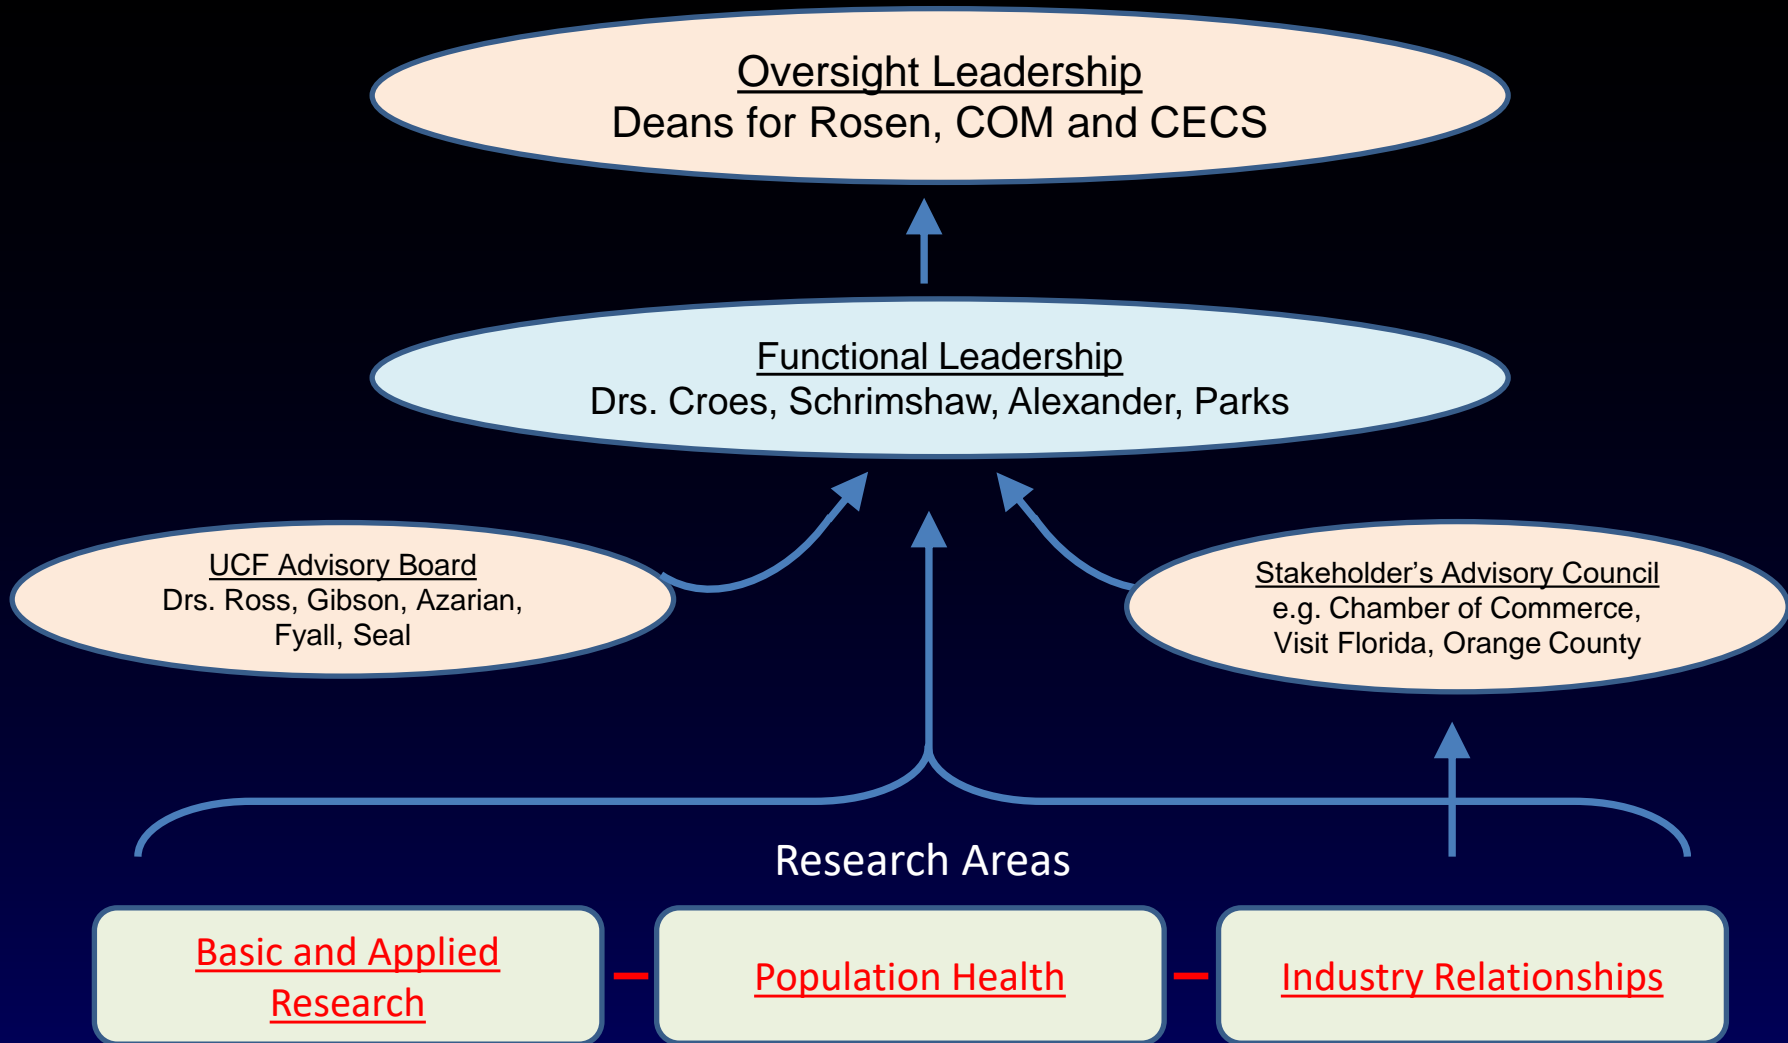 Oversight Leadership
Deans for Rosen, COM and CECS
Functional Leadership
Drs. Croes, Schrimshaw, Alexander, Parks
UCF Advisory Board
Drs. Ross, Gibson, Azarian,
Fyall, Seal
Stakeholder’s Advisory Council
e.g. Chamber of Commerce,
Visit Florida, Orange County
Research Areas
Basic and Applied
Research
Population Health
Industry Relationships